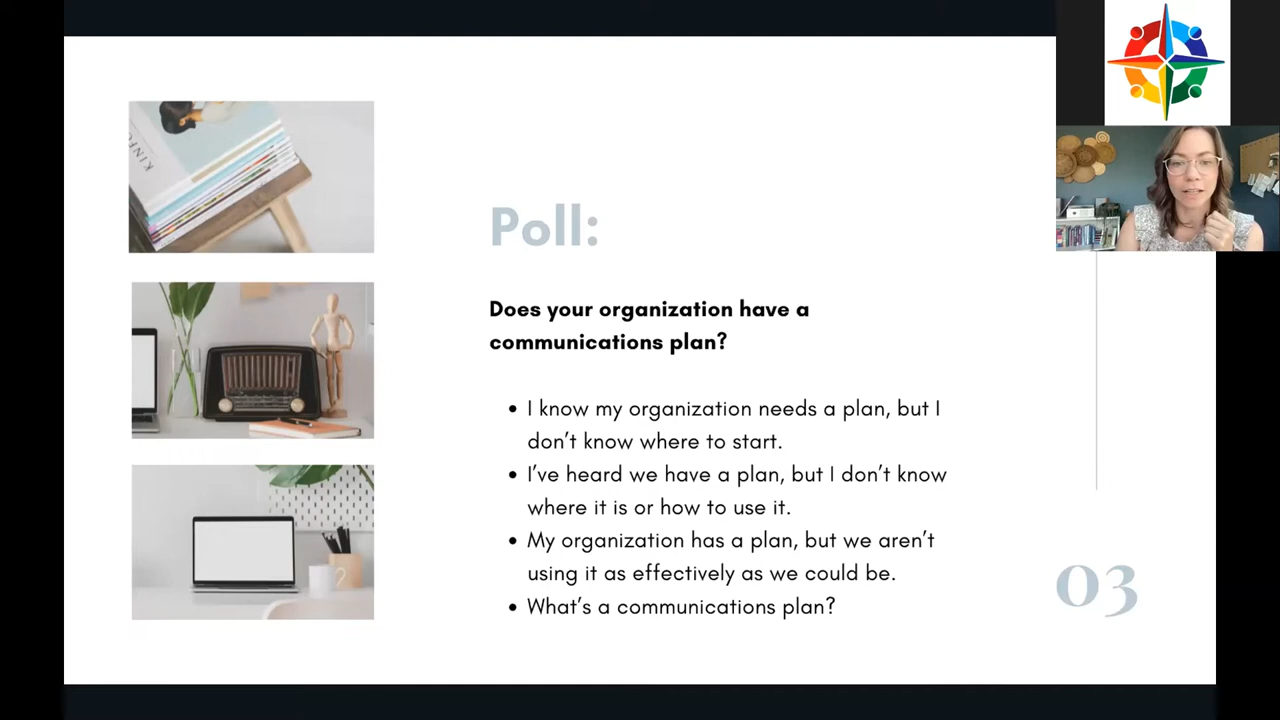 KINF
Poll:
Does your organization have a
communications plan?
• I know my organization needs a plan, but I
don't know where to start.
• I've heard we have a plan, but I don't know
where it is or how to use it.
• My organization has a plan, but we aren't
using it as effectively as we could be.
• What's a communications plan?
03